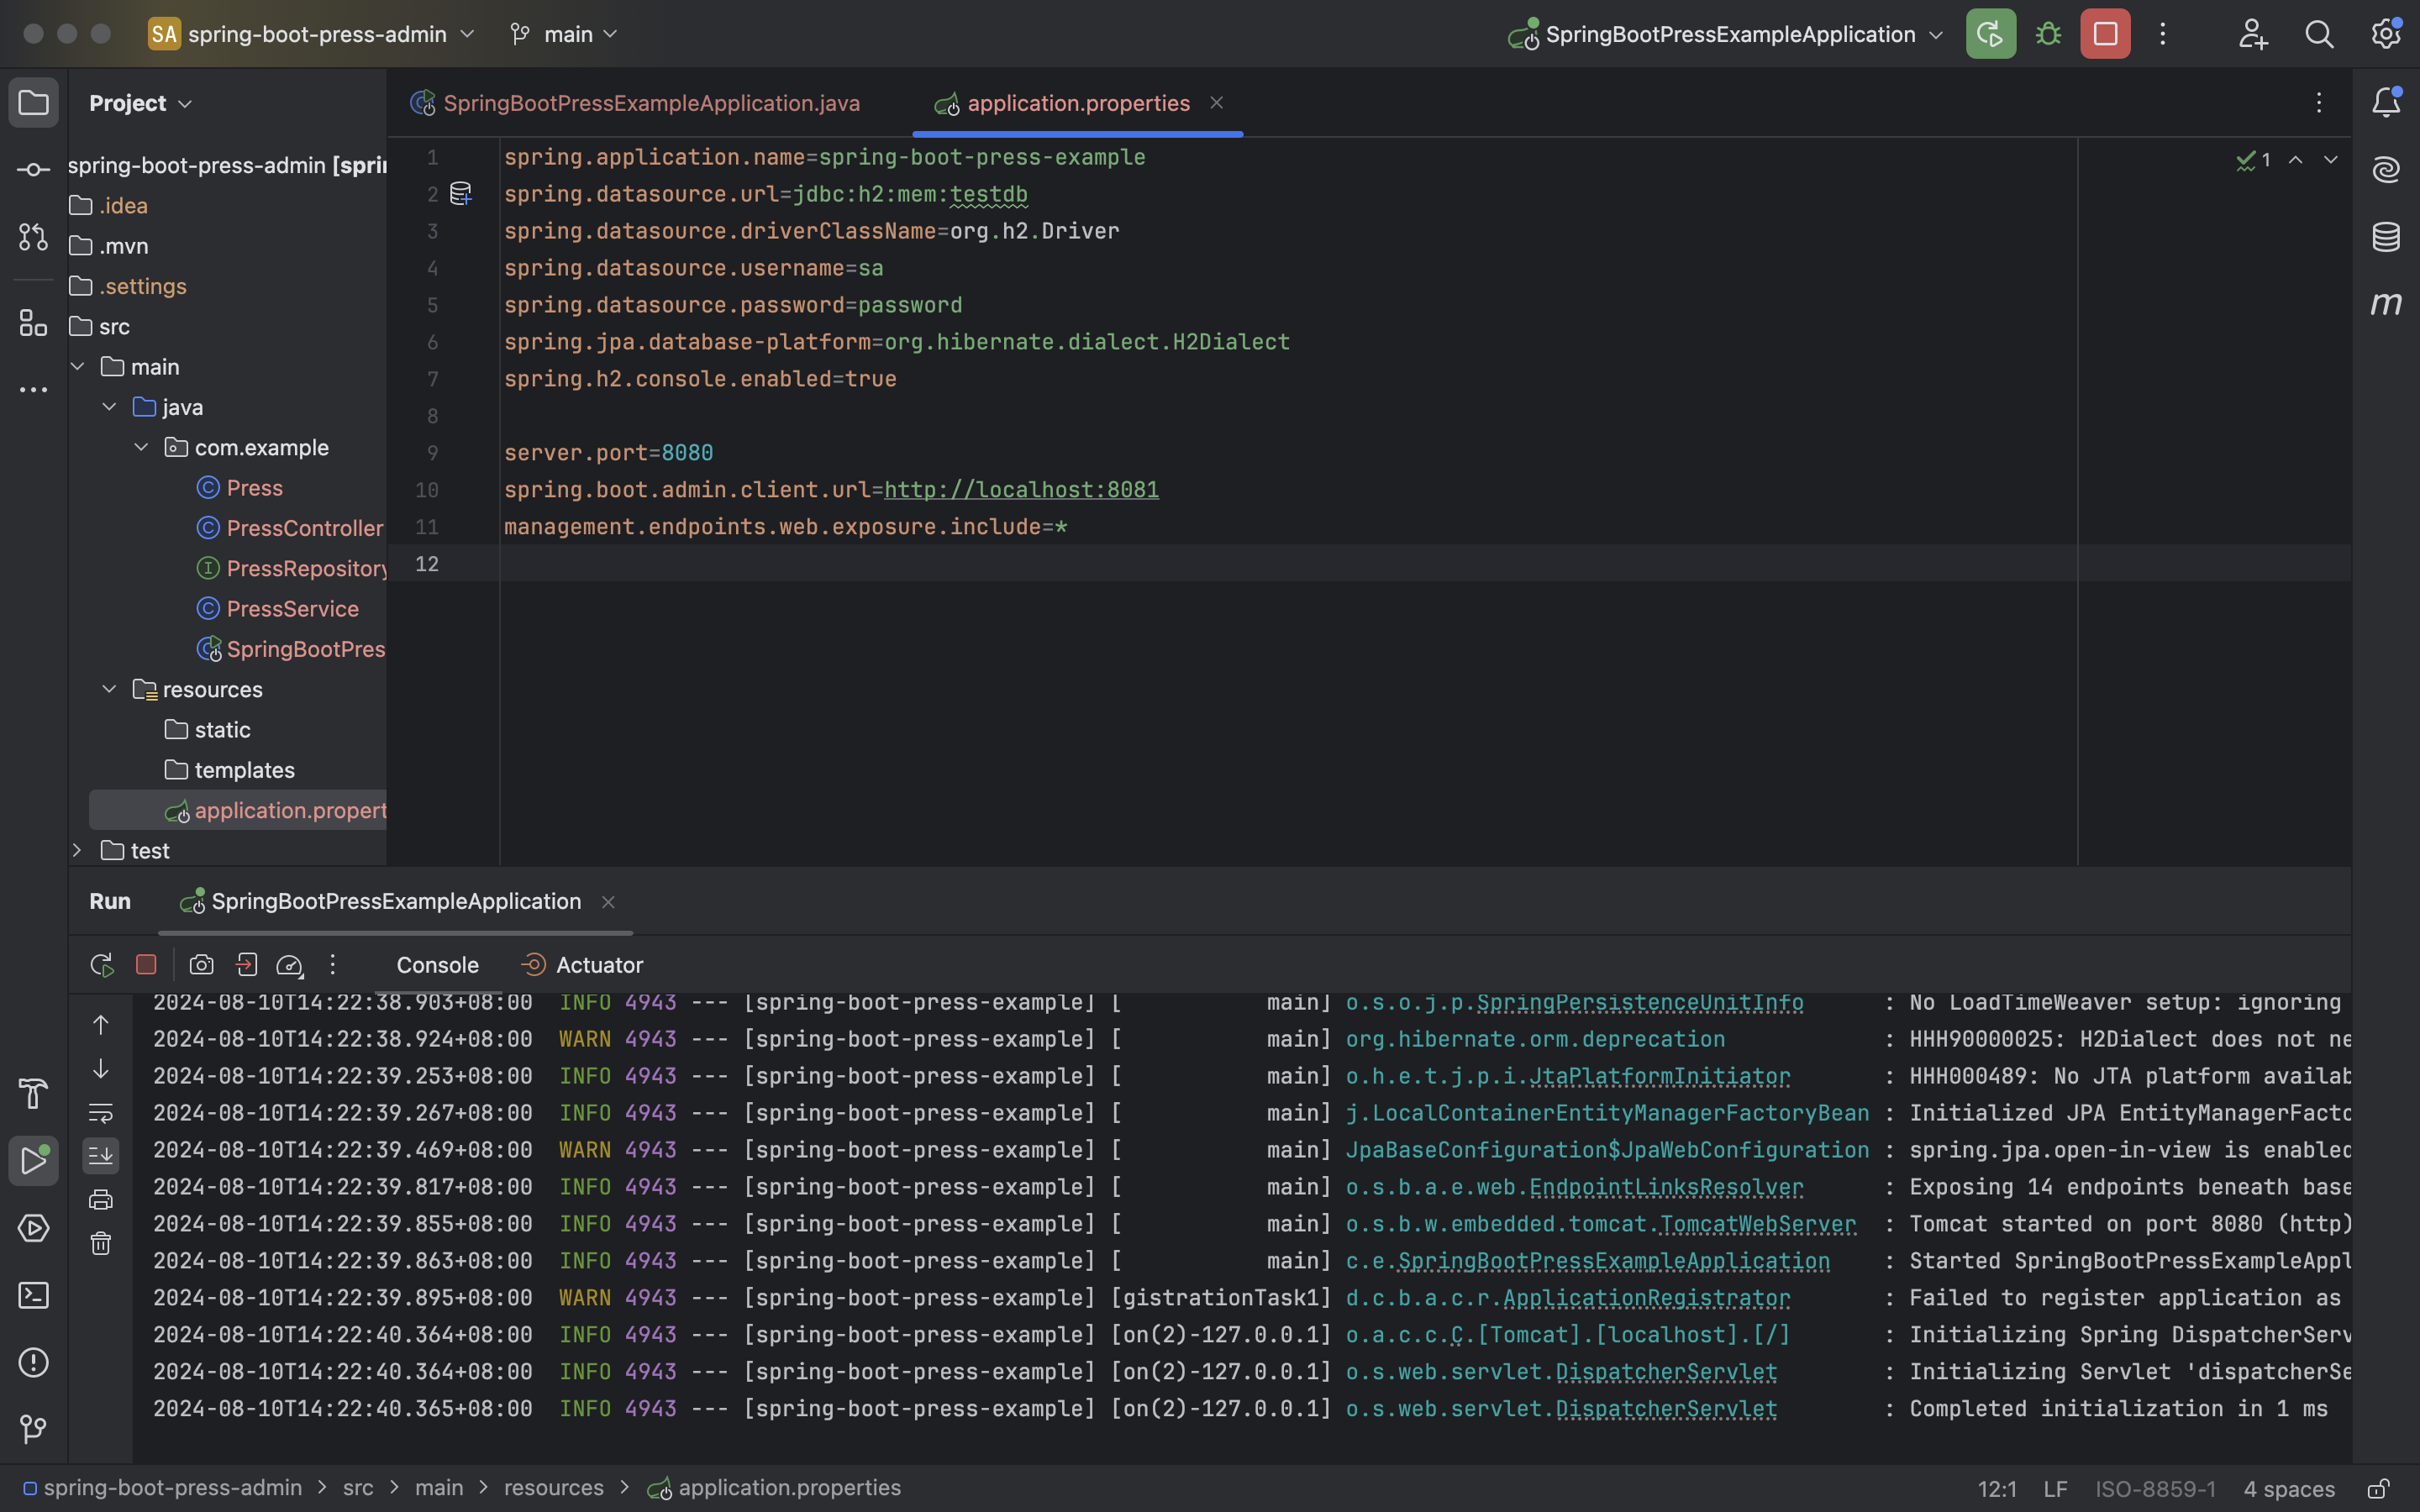 SA spring-boot-press-admin main SpringBootPressExampleApplication
Project
SpringBootPressExampleApplication.java application.properties
spring-boot-press-admin [spri
.idea
.mvn
.settings
src
main
java
com.example
Press
PressController
PressRepository
PressService
SpringBootPres
resources
static
templates
application.propert
test
1 spring.application.name=spring-boot-press-example
2 spring.datasource.url=jdbc:h2:mem:testdb
3 spring.datasource.driverClassName=org.h2.Driver
4 spring.datasource.username=sa
5 spring.datasource.password=password
6 spring.jpa.database-platform=org.hibernate.dialect.H2Dialect
7 spring.h2.console.enabled=true
8
9 server.port=8080
10 spring.boot.admin.client.url=http://localhost:8081
11 management.endpoints.web.exposure.include=*
12
1
m
Run SpringBootPressExampleApplication
Console Actuator
2024-08-10T14:22:38.903+08:00 INFO 4943 --- [spring-boot-press-example] [ main] o.s.o.j.p.SpringPersistenceUnitInfo : No LoadTimeWeaver setup: ignoring
2024-08-10T14:22:38.924+08:00 WARN 4943 --- [spring-boot-press-example] [ main] org.hibernate.orm.deprecation : HHH90000025: H2Dialect does not ne
2024-08-10T14:22:39.253+08:00 INFO 4943 --- [spring-boot-press-example] [ main] o.h.e.t.j.p.i.JtaPlatformInitiator : HHH000489: No JTA platform availab
2024-08-10T14:22:39.267+08:00 INFO 4943 --- [spring-boot-press-example] [ main] j.LocalContainerEntityManagerFactoryBean : Initialized JPA EntityManagerFacto
2024-08-10T14:22:39.469+08:00 WARN 4943 --- [spring-boot-press-example] [ main] JpaBaseConfiguration$JpaWebConfiguration : spring.jpa.open-in-view is enabled
2024-08-10T14:22:39.817+08:00 INFO 4943 --- [spring-boot-press-example] [ main] o.s.b.a.e.web.EndpointLinksResolver : Exposing 14 endpoints beneath base
2024-08-10T14:22:39.855+08:00 INFO 4943 --- [spring-boot-press-example] [ main] o.s.b.w.embedded.tomcat.TomcatWebServer : Tomcat started on port 8080 (http)
2024-08-10T14:22:39.863+08:00 INFO 4943 --- [spring-boot-press-example] [ main] c.e.SpringBootPressExampleApplication : Started SpringBootPressExampleAppl
2024-08-10T14:22:39.895+08:00 WARN 4943 --- [spring-boot-press-example] [gistrationTask1] d.c.b.a.c.r.ApplicationRegistrator : Failed to register application as
2024-08-10T14:22:40.364+08:00 INFO 4943 --- [spring-boot-press-example] [on(2)-127.0.0.1] o.a.c.c.C.[Tomcat].[localhost].[/] : Initializing Spring DispatcherServ
2024-08-10T14:22:40.364+08:00 INFO 4943 --- [spring-boot-press-example] [on(2)-127.0.0.1] o.s.web.servlet.DispatcherServlet : Initializing Servlet 'dispatcherSe
2024-08-10T14:22:40.365+08:00 INFO 4943 --- [spring-boot-press-example] [on(2)-127.0.0.1] o.s.web.servlet.DispatcherServlet : Completed initialization in 1 ms
spring-boot-press-admin > src > main > resources > application.properties 12:1 LF ISO-8859-1 4 spaces